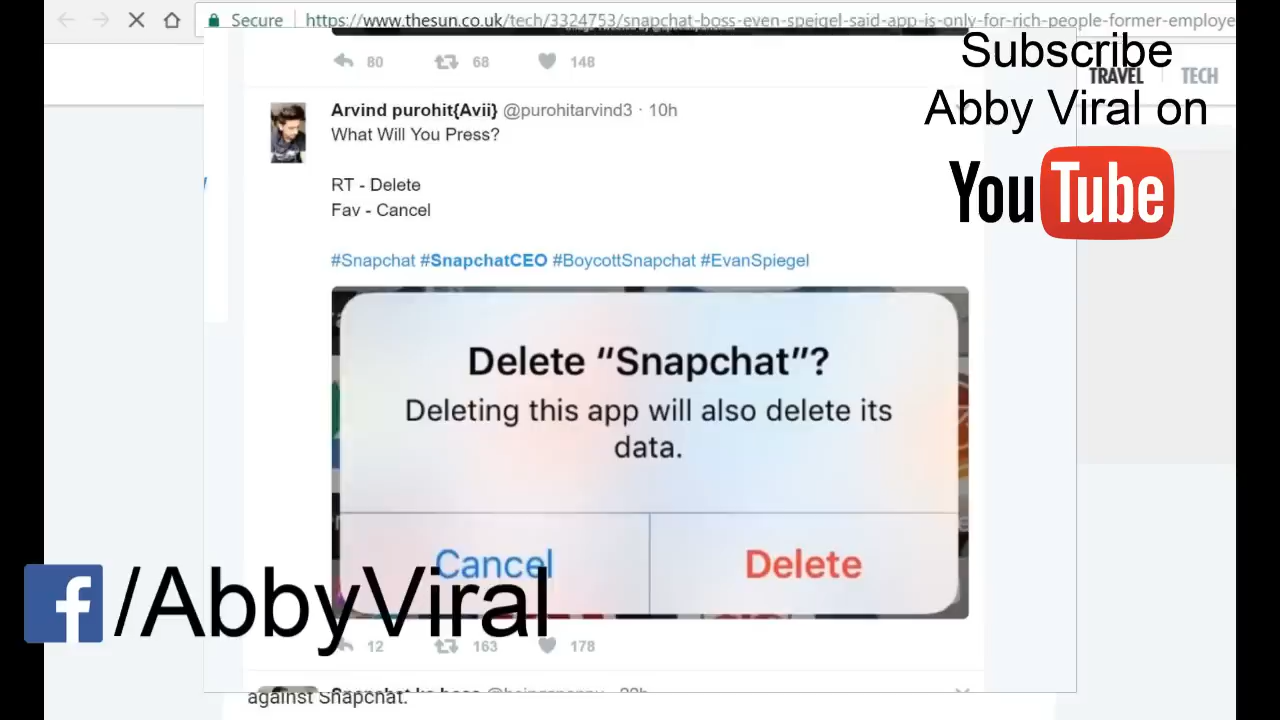 Secure https://www.thesun.co.uk/tech/3324753/snapchat-boss-even-speigel-said-app-is-only-for-rich-people-former-employe
Subscribe
Abby Viral on
YouTube
TRAVEL TECH
80 68 148
Arvind purohit{Avii} @purohitarvind3 · 10h
What Will You Press?
RT - Delete
Fav - Cancel
#Snapchat #SnapchatCEO #BoycottSnapchat #EvanSpiegel
Delete “Snapchat”?
Deleting this app will also delete its
data.
Cancel Delete
f/AbbyViral
12 163 178
against Snapchat.